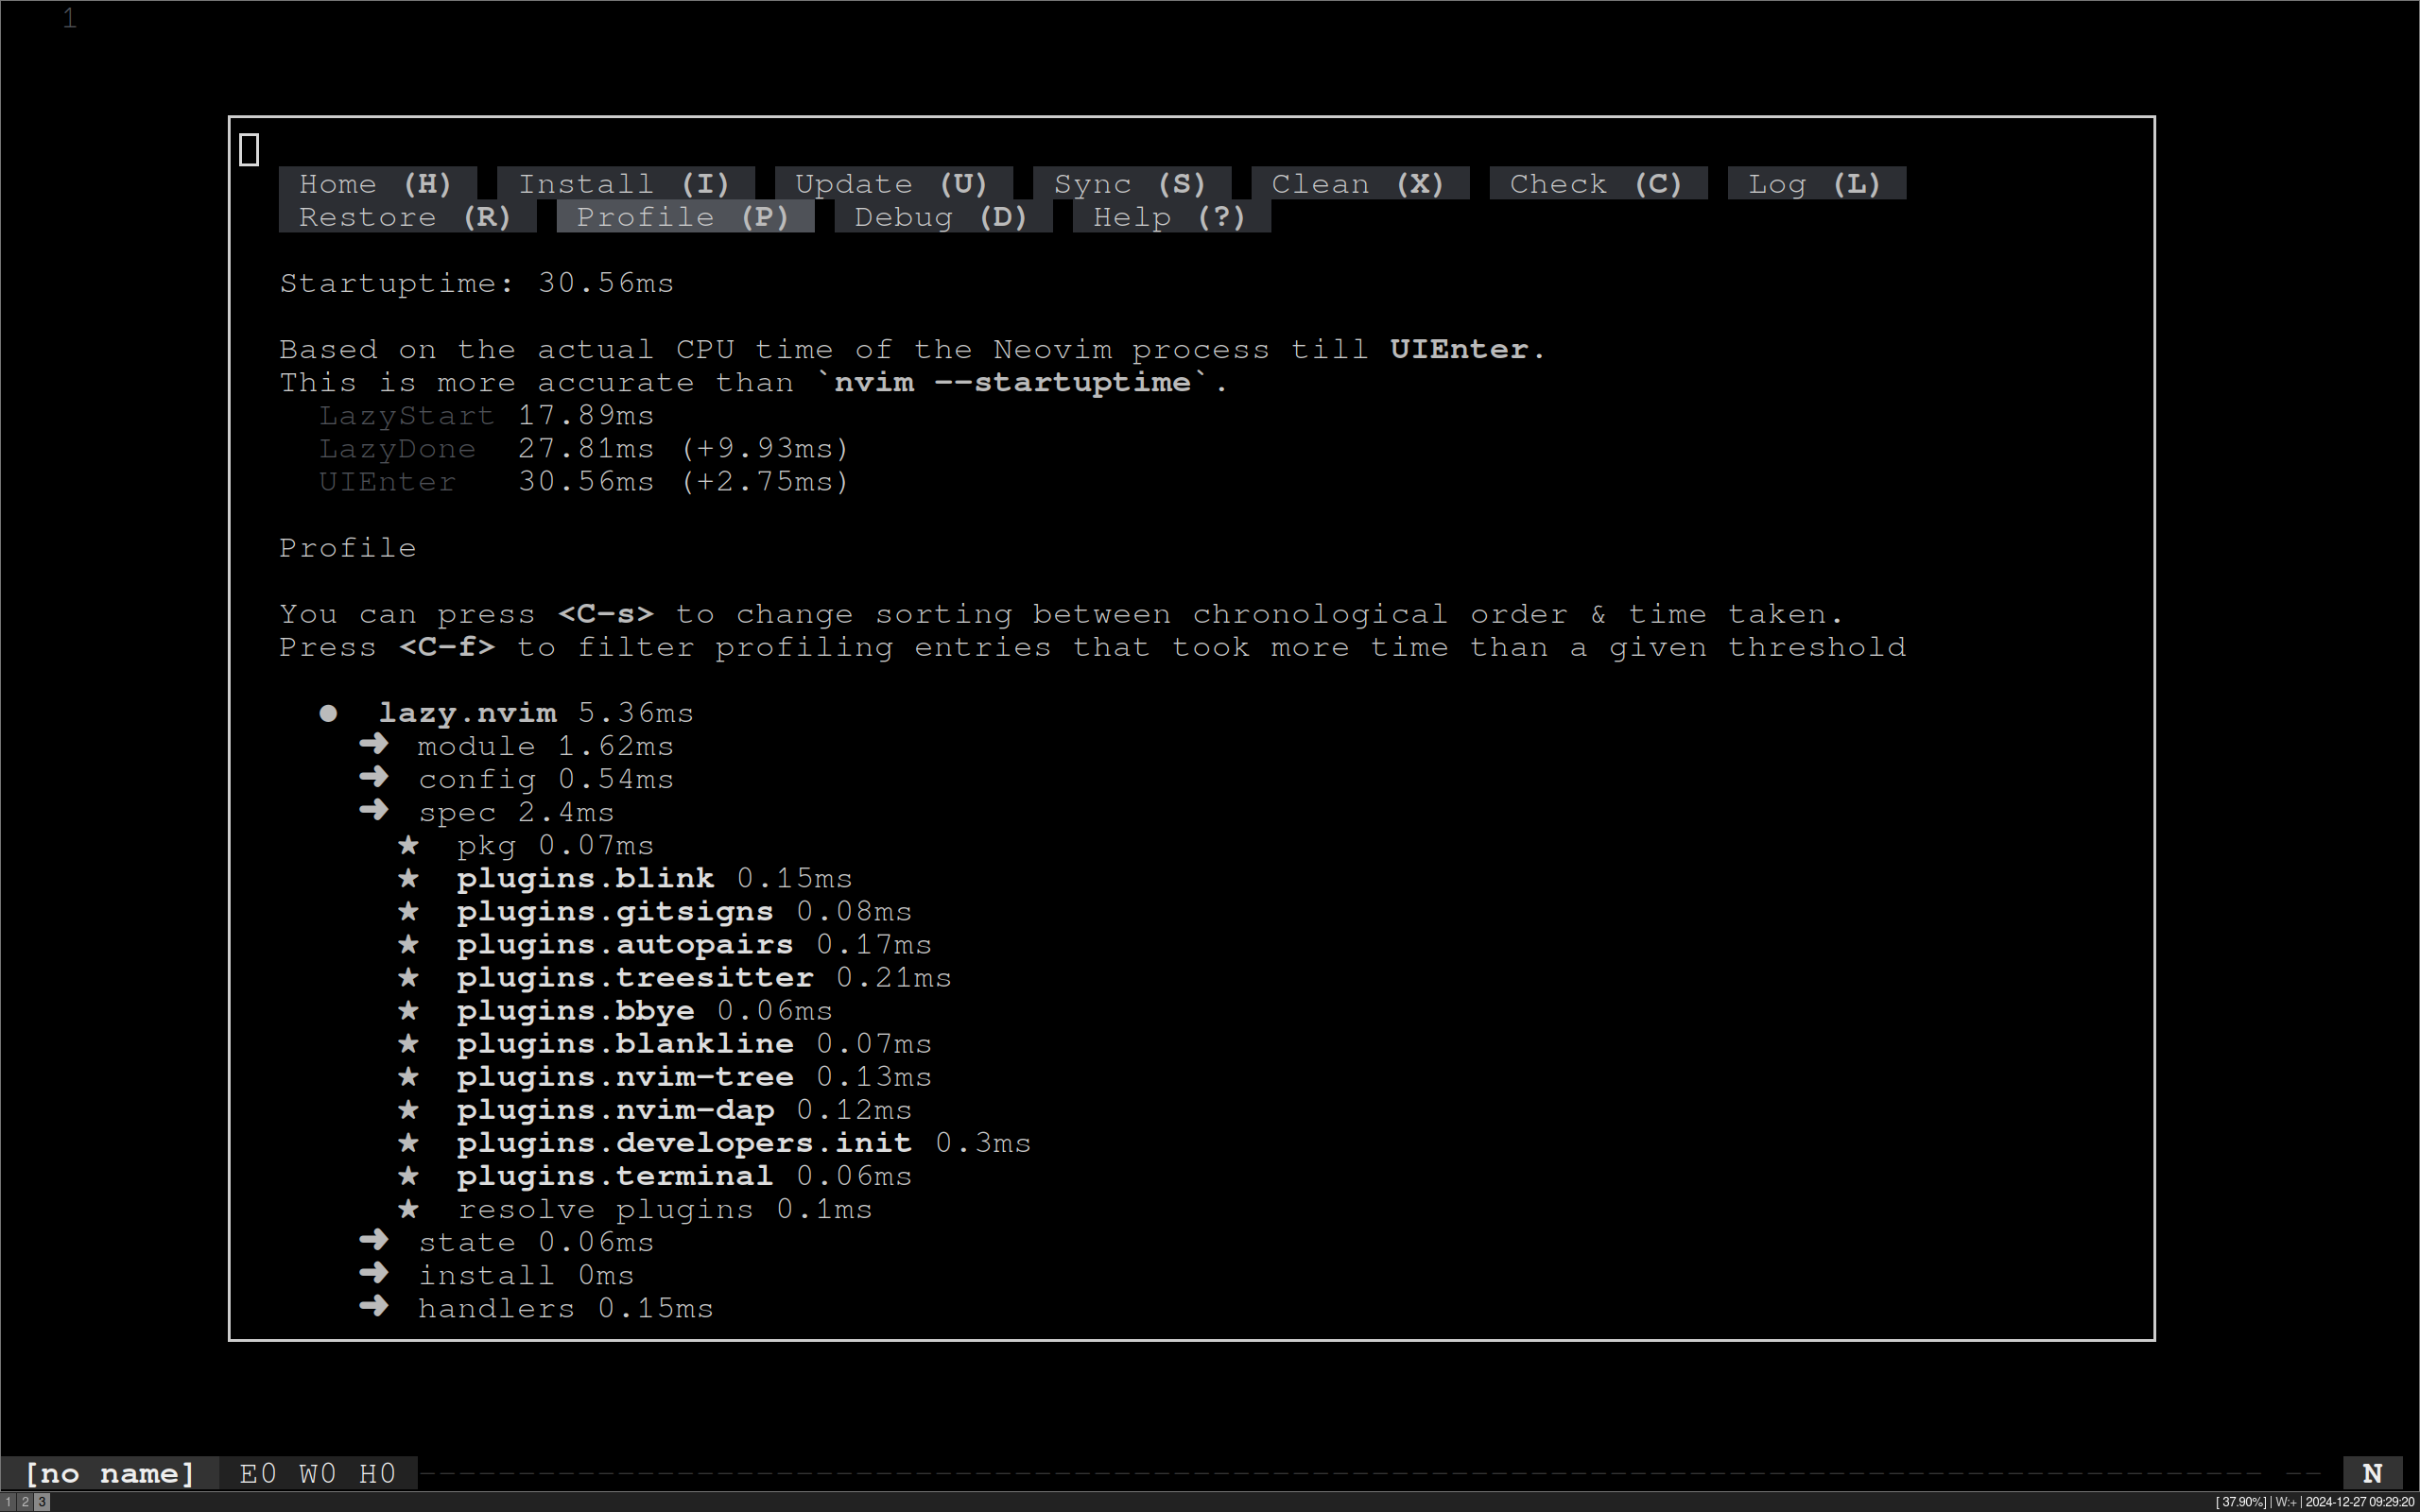 1
Home (H) Install (I) Update (U) Sync (S) Clean (X) Check (C) Log (L)
Restore (R) Profile (P) Debug (D) Help (?)
Startuptime: 30.56ms
Based on the actual CPU time of the Neovim process till UIEnter.
This is more accurate than `nvim --startuptime`.
LazyStart 17.89ms
LazyDone 27.81ms (+9.93ms)
UIEnter 30.56ms (+2.75ms)
Profile
You can press <C-s> to change sorting between chronological order & time taken.
Press <C-f> to filter profiling entries that took more time than a given threshold
● lazy.nvim 5.36ms
➜ module 1.62ms
➜ config 0.54ms
➜ spec 2.4ms
★ pkg 0.07ms
★ plugins.blink 0.15ms
★ plugins.gitsigns 0.08ms
★ plugins.autopairs 0.17ms
★ plugins.treesitter 0.21ms
★ plugins.bbye 0.06ms
★ plugins.blankline 0.07ms
★ plugins.nvim-tree 0.13ms
★ plugins.nvim-dap 0.12ms
★ plugins.developers.init 0.3ms
★ plugins.terminal 0.06ms
★ resolve plugins 0.1ms
➜ state 0.06ms
➜ install 0ms
➜ handlers 0.15ms
[no name] E0 W0 H0 N
1 2 3 [ 37.90%] | W:+ | 2024-12-27 09:29:20